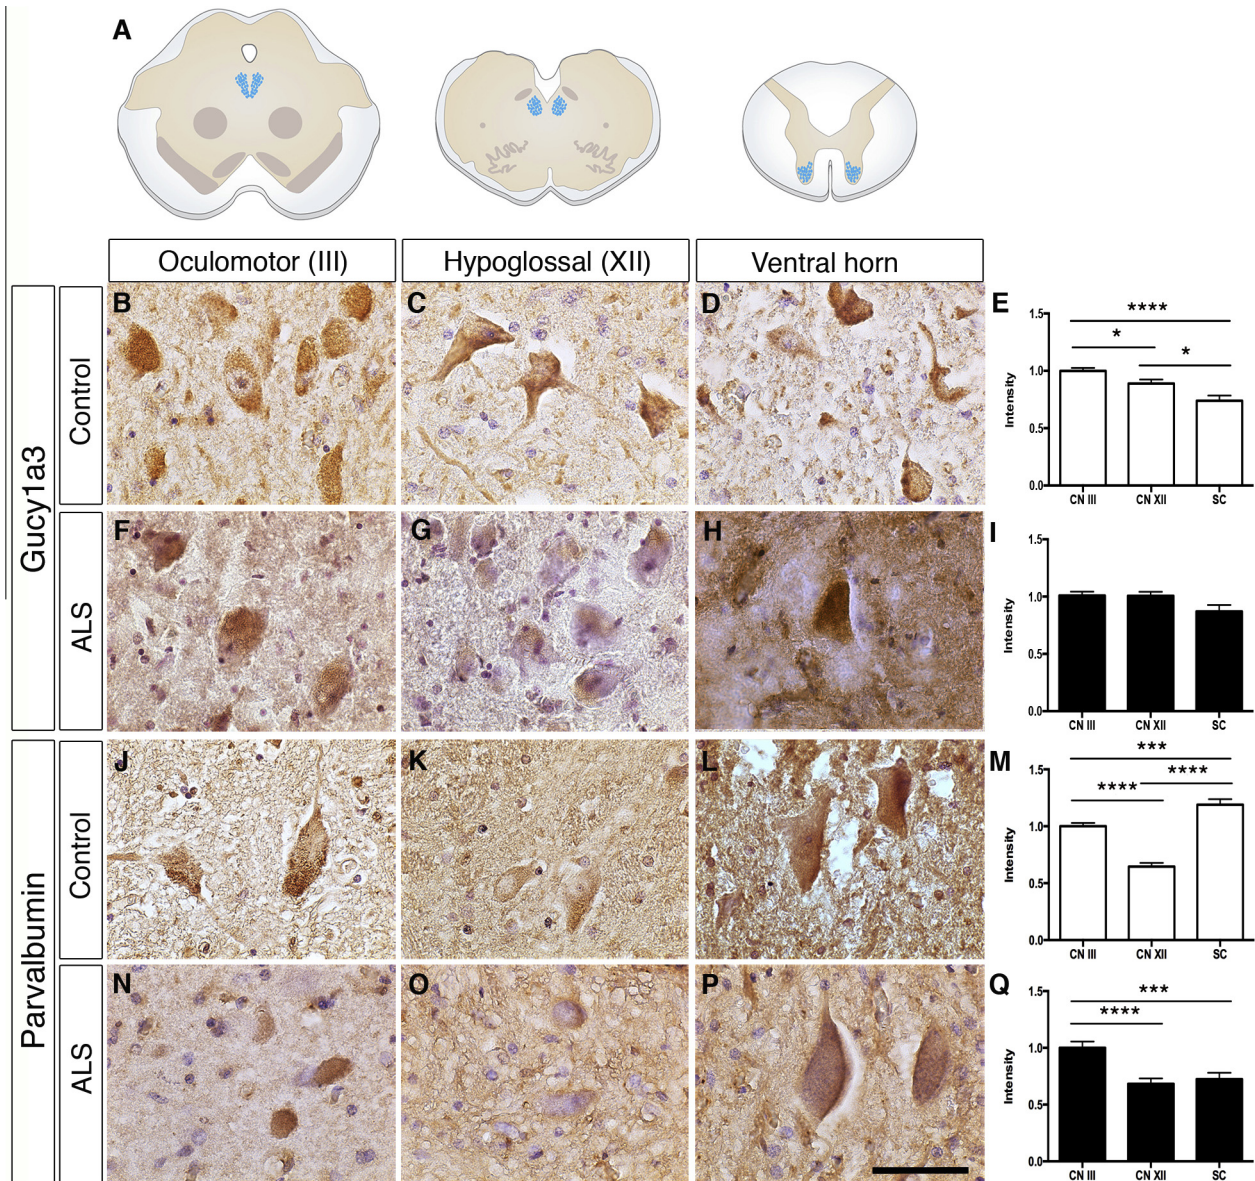 A
Oculomotor (III)
Hypoglossal (XII)
Ventral horn
Gucy1a3
Control
B
C
D
E
****
*
*
1.5
1.0
0.5
0.0
Intensity
CN III
CN XII
SC
ALS
F
G
H
I
1.5
1.0
0.5
0.0
Intensity
CN III
CN XII
SC
Parvalbumin
Control
J
K
L
M
***
****
****
1.5
1.0
0.5
0.0
Intensity
CN III
CN XII
SC
ALS
N
O
P
Q
***
****
1.5
1.0
0.5
0.0
Intensity
CN III
CN XII
SC